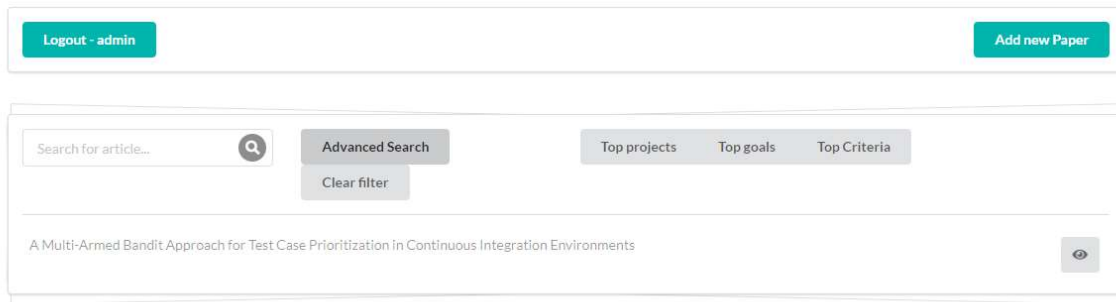 Logout - admin
Add new Paper
Search for article...
Advanced Search
Top projects
Top goals
Top Criteria
Clear filter
A Multi-Armed Bandit Approach for Test Case Prioritization in Continuous Integration Environments